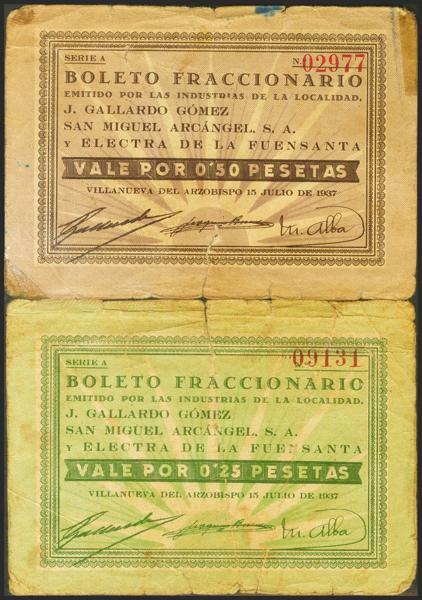 SERIE A
N. 02977
BOLETO FRACCIONARIO
EMITIDO POR LAS INDUSTRIAS DE LA LOCALIDAD.
J. GALLARDO GÓMEZ
SAN MIGUEL ARCÁNGEL, S. A.
Y ELECTRA DE LA FUENSANTA
VALE POR 0'50 PESETAS
VILLANUEVA DEL ARZOBISPO 15 JULIO DE 1937
M. Alba
SERIE A
09131
BOLETO FRACCIONARIO
EMITIDO POR LAS INDUSTRIAS DE LA LOCALIDAD.
J. GALLARDO GÓMEZ
SAN MIGUEL ARCÁNGEL, S. A.
Y ELECTRA DE LA FUENSANTA
VALE POR 0'25 PESETAS
VILLANUEVA DEL ARZOBISPO 15 JULIO DE 1937
M. Alba